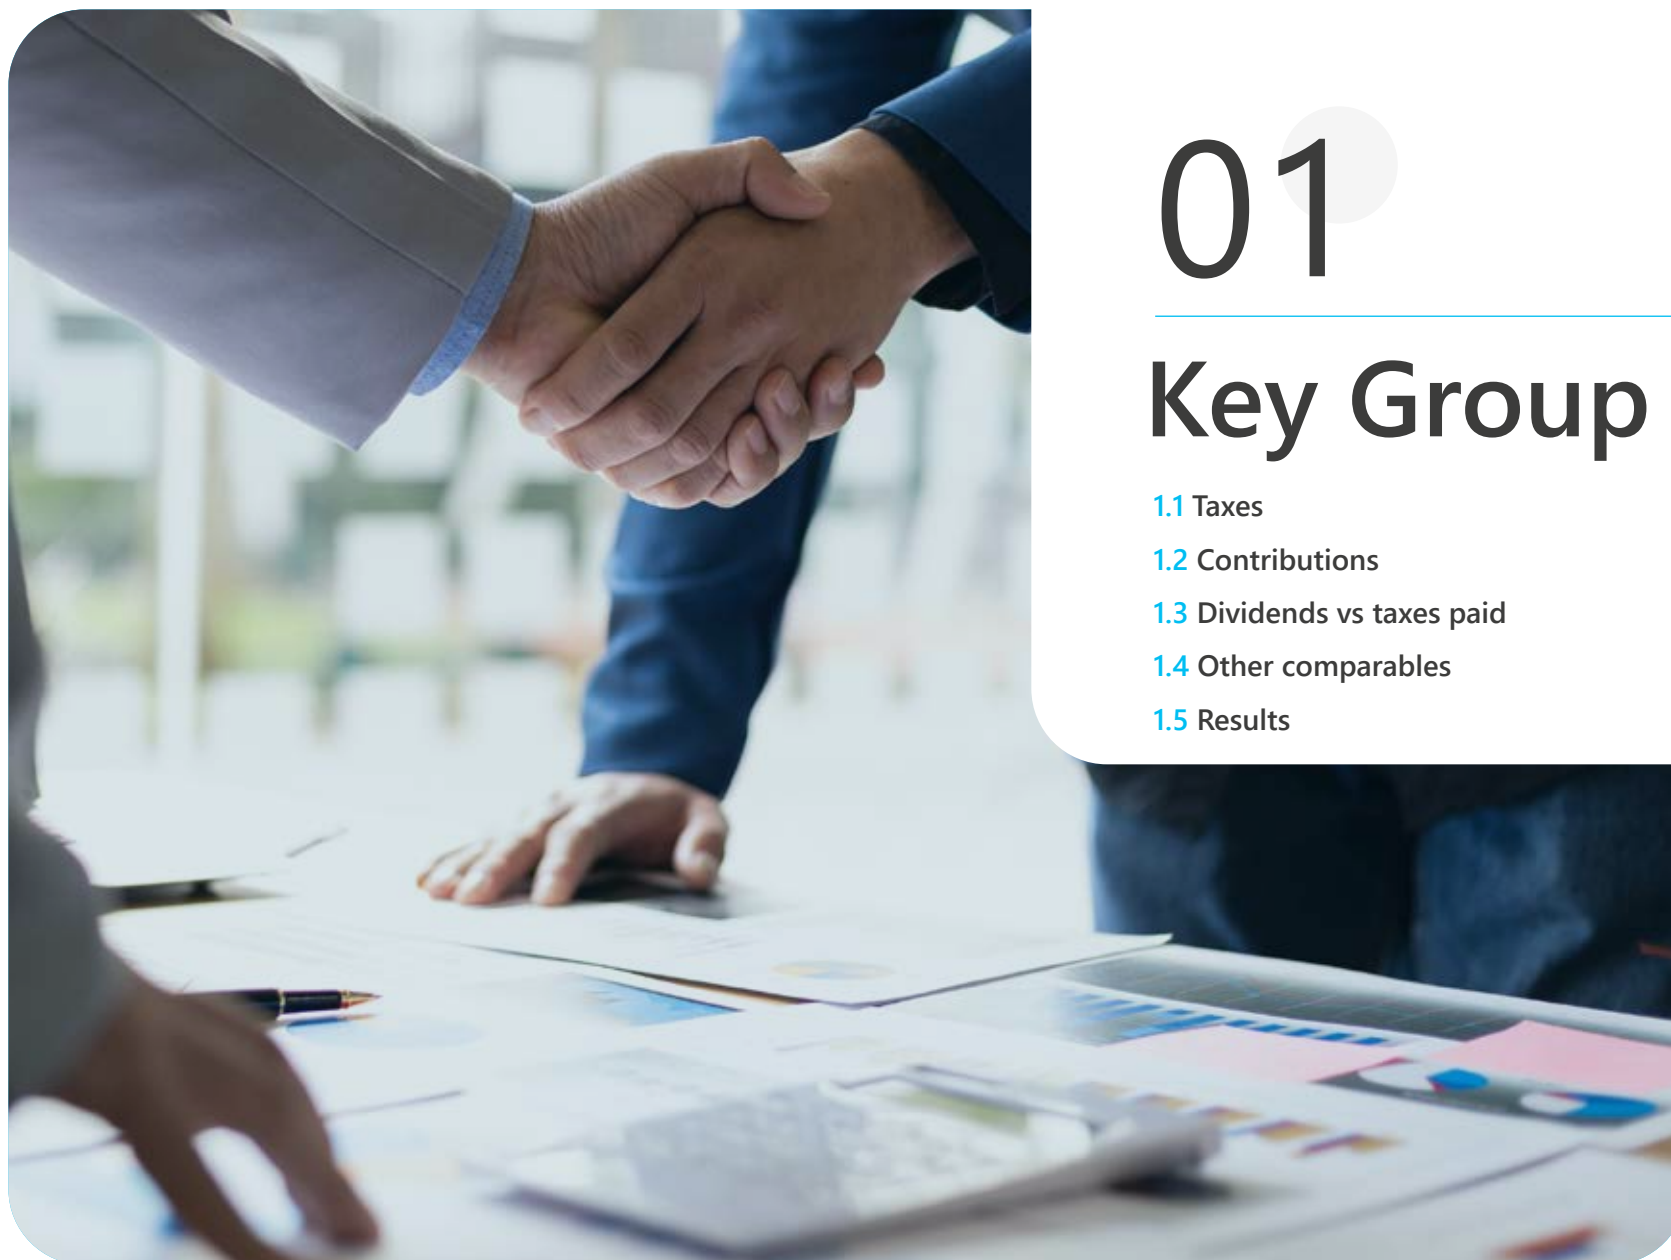 01
Key Group
1.1 Taxes
1.2 Contributions
1.3 Dividends vs taxes paid
1.4 Other comparables
1.5 Results